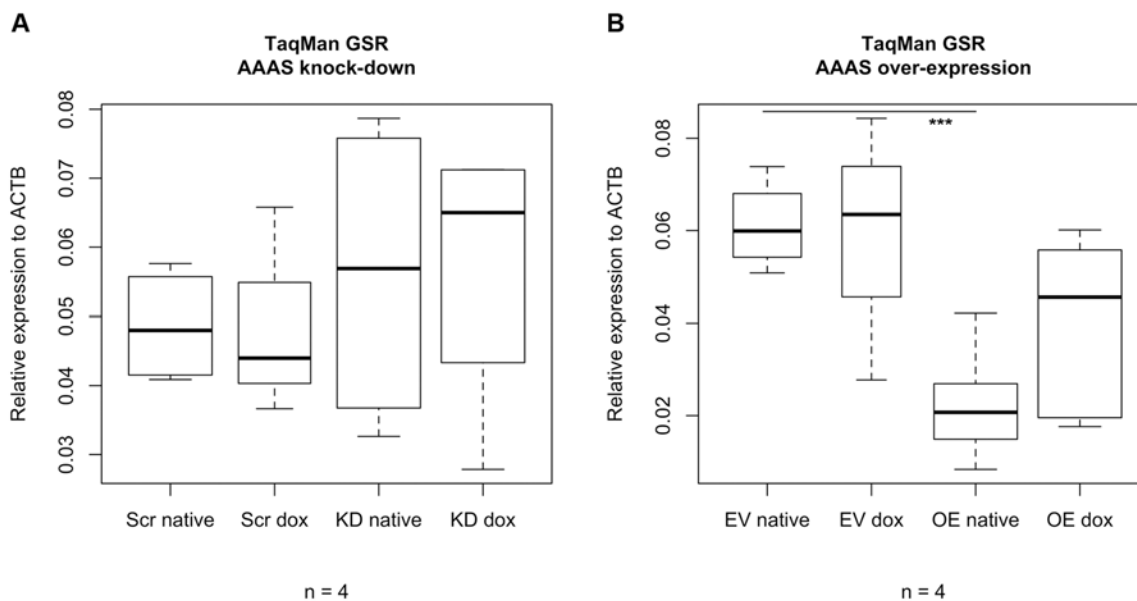 A
TaqMan GSR
AAAS knock-down
Relative expression to ACTB
0.08
0.07
0.06
0.05
0.04
0.03
Scr native
Scr dox
KD native
KD dox
n = 4
B
TaqMan GSR
AAAS over-expression
Relative expression to ACTB
0.08
0.06
0.04
0.02
***
EV native
EV dox
OE native
OE dox
n = 4